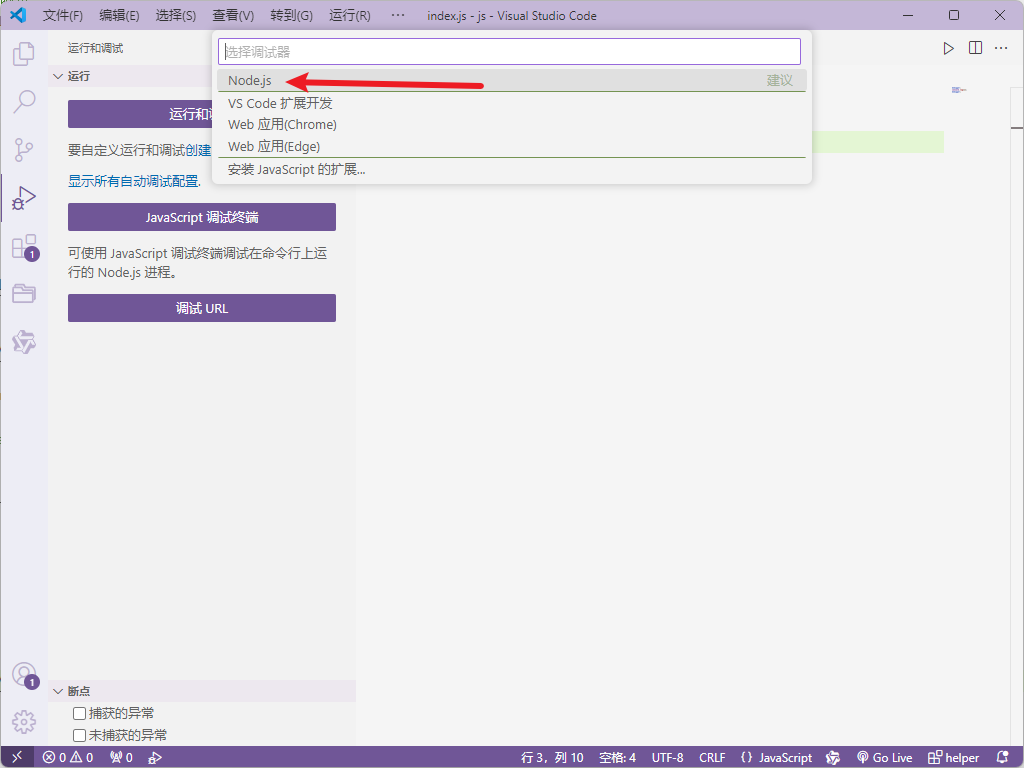 文件(F) 编辑(E) 选择(S) 查看(V) 转到(G) 运行(R) ··· index.js - js - Visual Studio Code
运行和调试
选择调试器
运行
Node.js 建议
VS Code 扩展开发
运行和
Web 应用(Chrome)
要自定义运行和调试创建
Web 应用(Edge)
安装 JavaScript 的扩展...
显示所有自动调试配置.
JavaScript 调试终端
可使用 JavaScript 调试终端调试在命令行上运
行的 Node.js 进程。
1
调试 URL
1
断点
捕获的异常
未捕获的异常
0 0 0 行 3，列 10 空格: 4 UTF-8 CRLF {} JavaScript Go Live helper